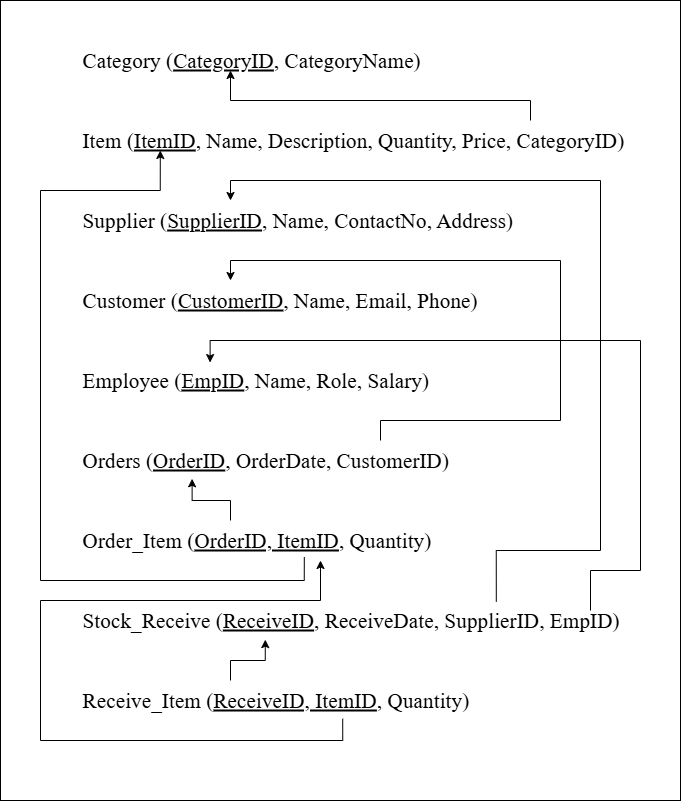 Category (CategoryID, CategoryName)
Item (ItemID, Name, Description, Quantity, Price, CategoryID)
Supplier (SupplierID, Name, ContactNo, Address)
Customer (CustomerID, Name, Email, Phone)
Employee (EmpID, Name, Role, Salary)
Orders (OrderID, OrderDate, CustomerID)
Order_Item (OrderID, ItemID, Quantity)
Stock_Receive (ReceiveID, ReceiveDate, SupplierID, EmpID)
Receive_Item (ReceiveID, ItemID, Quantity)